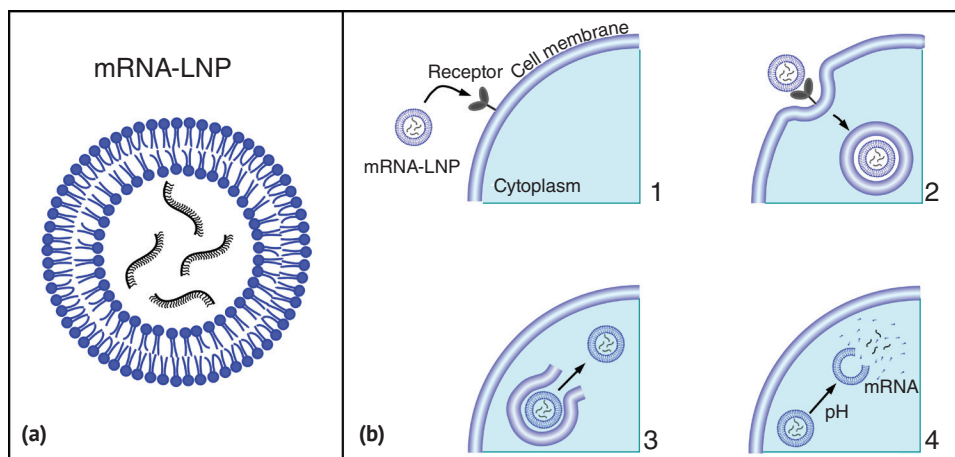 mRNA-LNP
(a)
Receptor
Cell membrane
mRNA-LNP
Cytoplasm
1
2
(b)
3
mRNA
pH
4